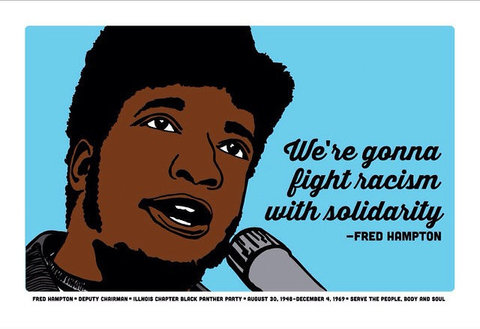 We're gonna
fight racism
with solidarity
–FRED HAMPTON
FRED HAMPTON • DEPUTY CHAIRMAN • ILLINOIS CHAPTER BLACK PANTHER PARTY • AUGUST 30, 1948–DECEMBER 4, 1969 • SERVE THE PEOPLE, BODY AND SOUL